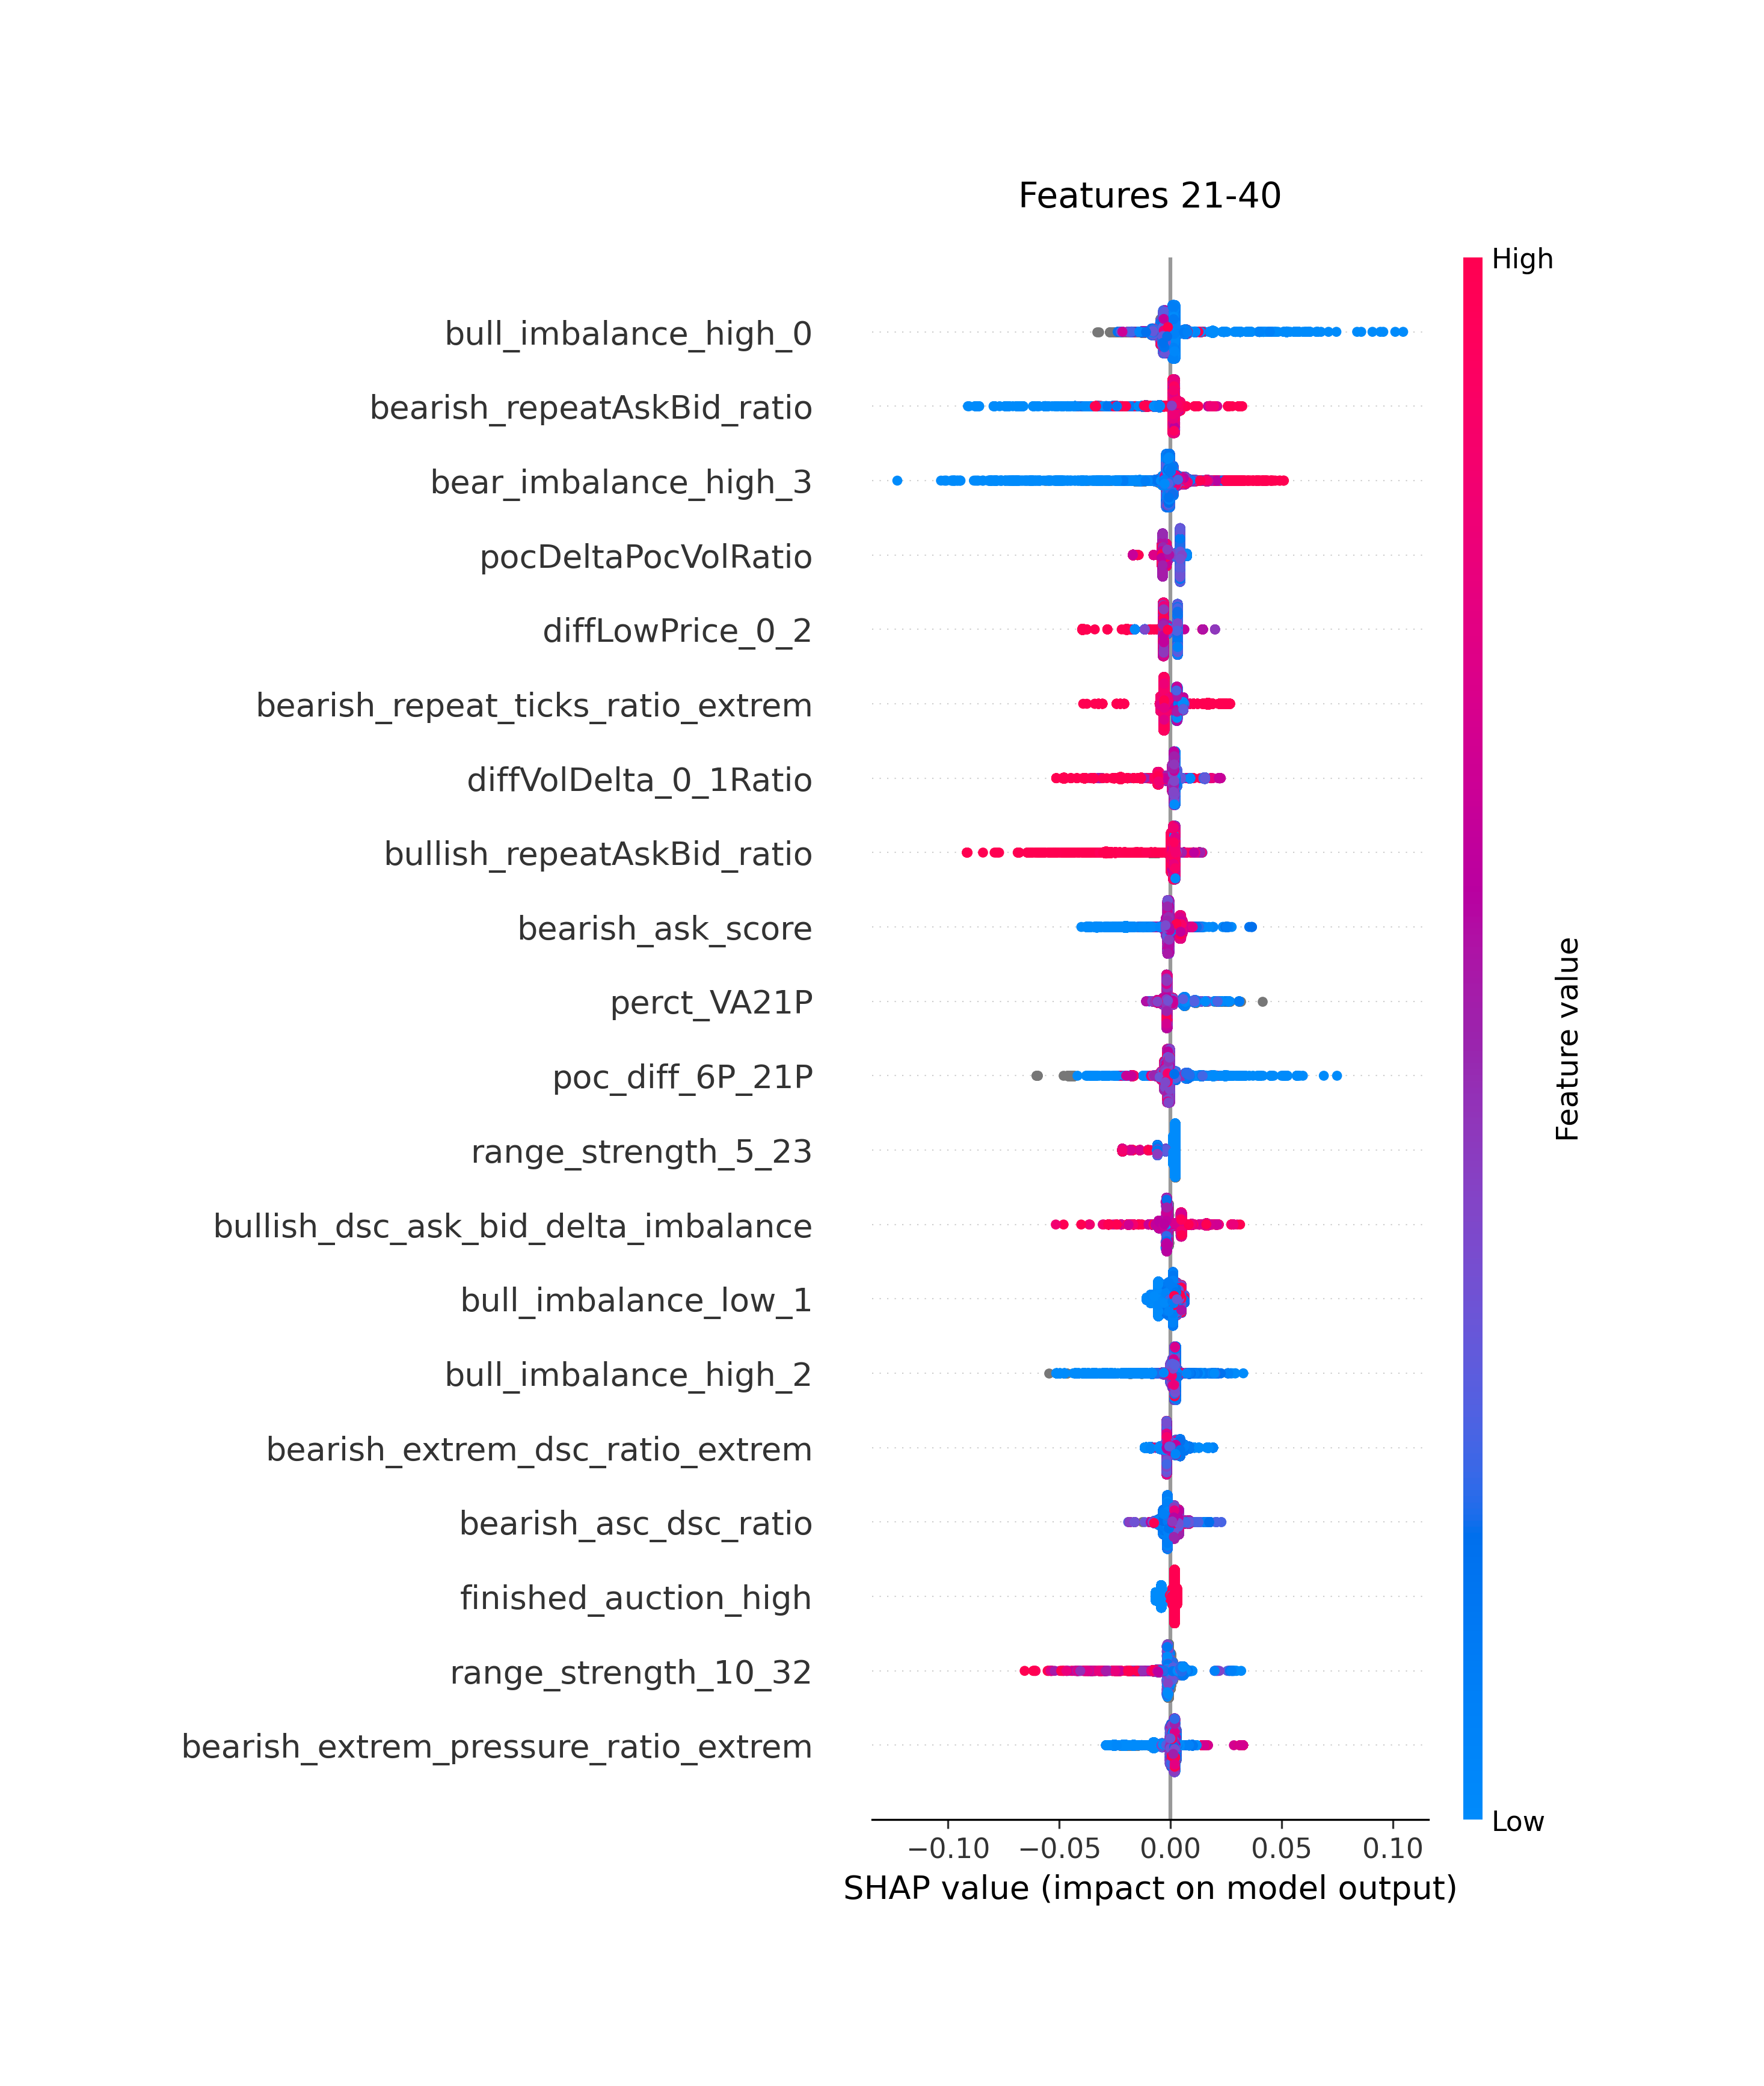 Features 21-40
High
bull_imbalance_high_0
bearish_repeatAskBid_ratio
bear_imbalance_high_3
pocDeltaPocVolRatio
diffLowPrice_0_2
bearish_repeat_ticks_ratio_extrem
diffVolDelta_0_1Ratio
bullish_repeatAskBid_ratio
bearish_ask_score
perct_VA21P
poc_diff_6P_21P
range_strength_5_23
bullish_dsc_ask_bid_delta_imbalance
bull_imbalance_low_1
bull_imbalance_high_2
bearish_extrem_dsc_ratio_extrem
bearish_asc_dsc_ratio
finished_auction_high
range_strength_10_32
bearish_extrem_pressure_ratio_extrem
Feature value
Low
−0.10 −0.05 0.00 0.05 0.10
SHAP value (impact on model output)